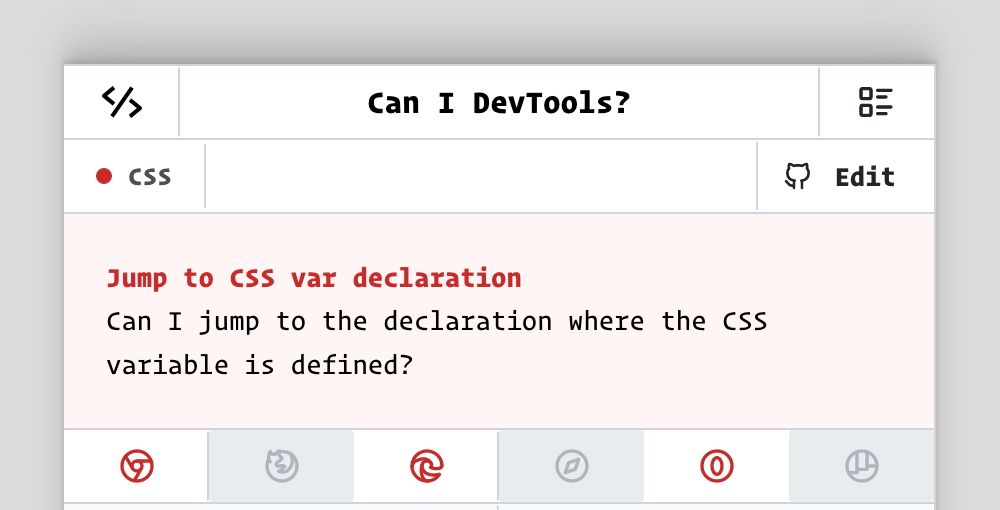 Can I DevTools?
CSS
Edit
Jump to CSS var declaration
Can I jump to the declaration where the CSS
variable is defined?